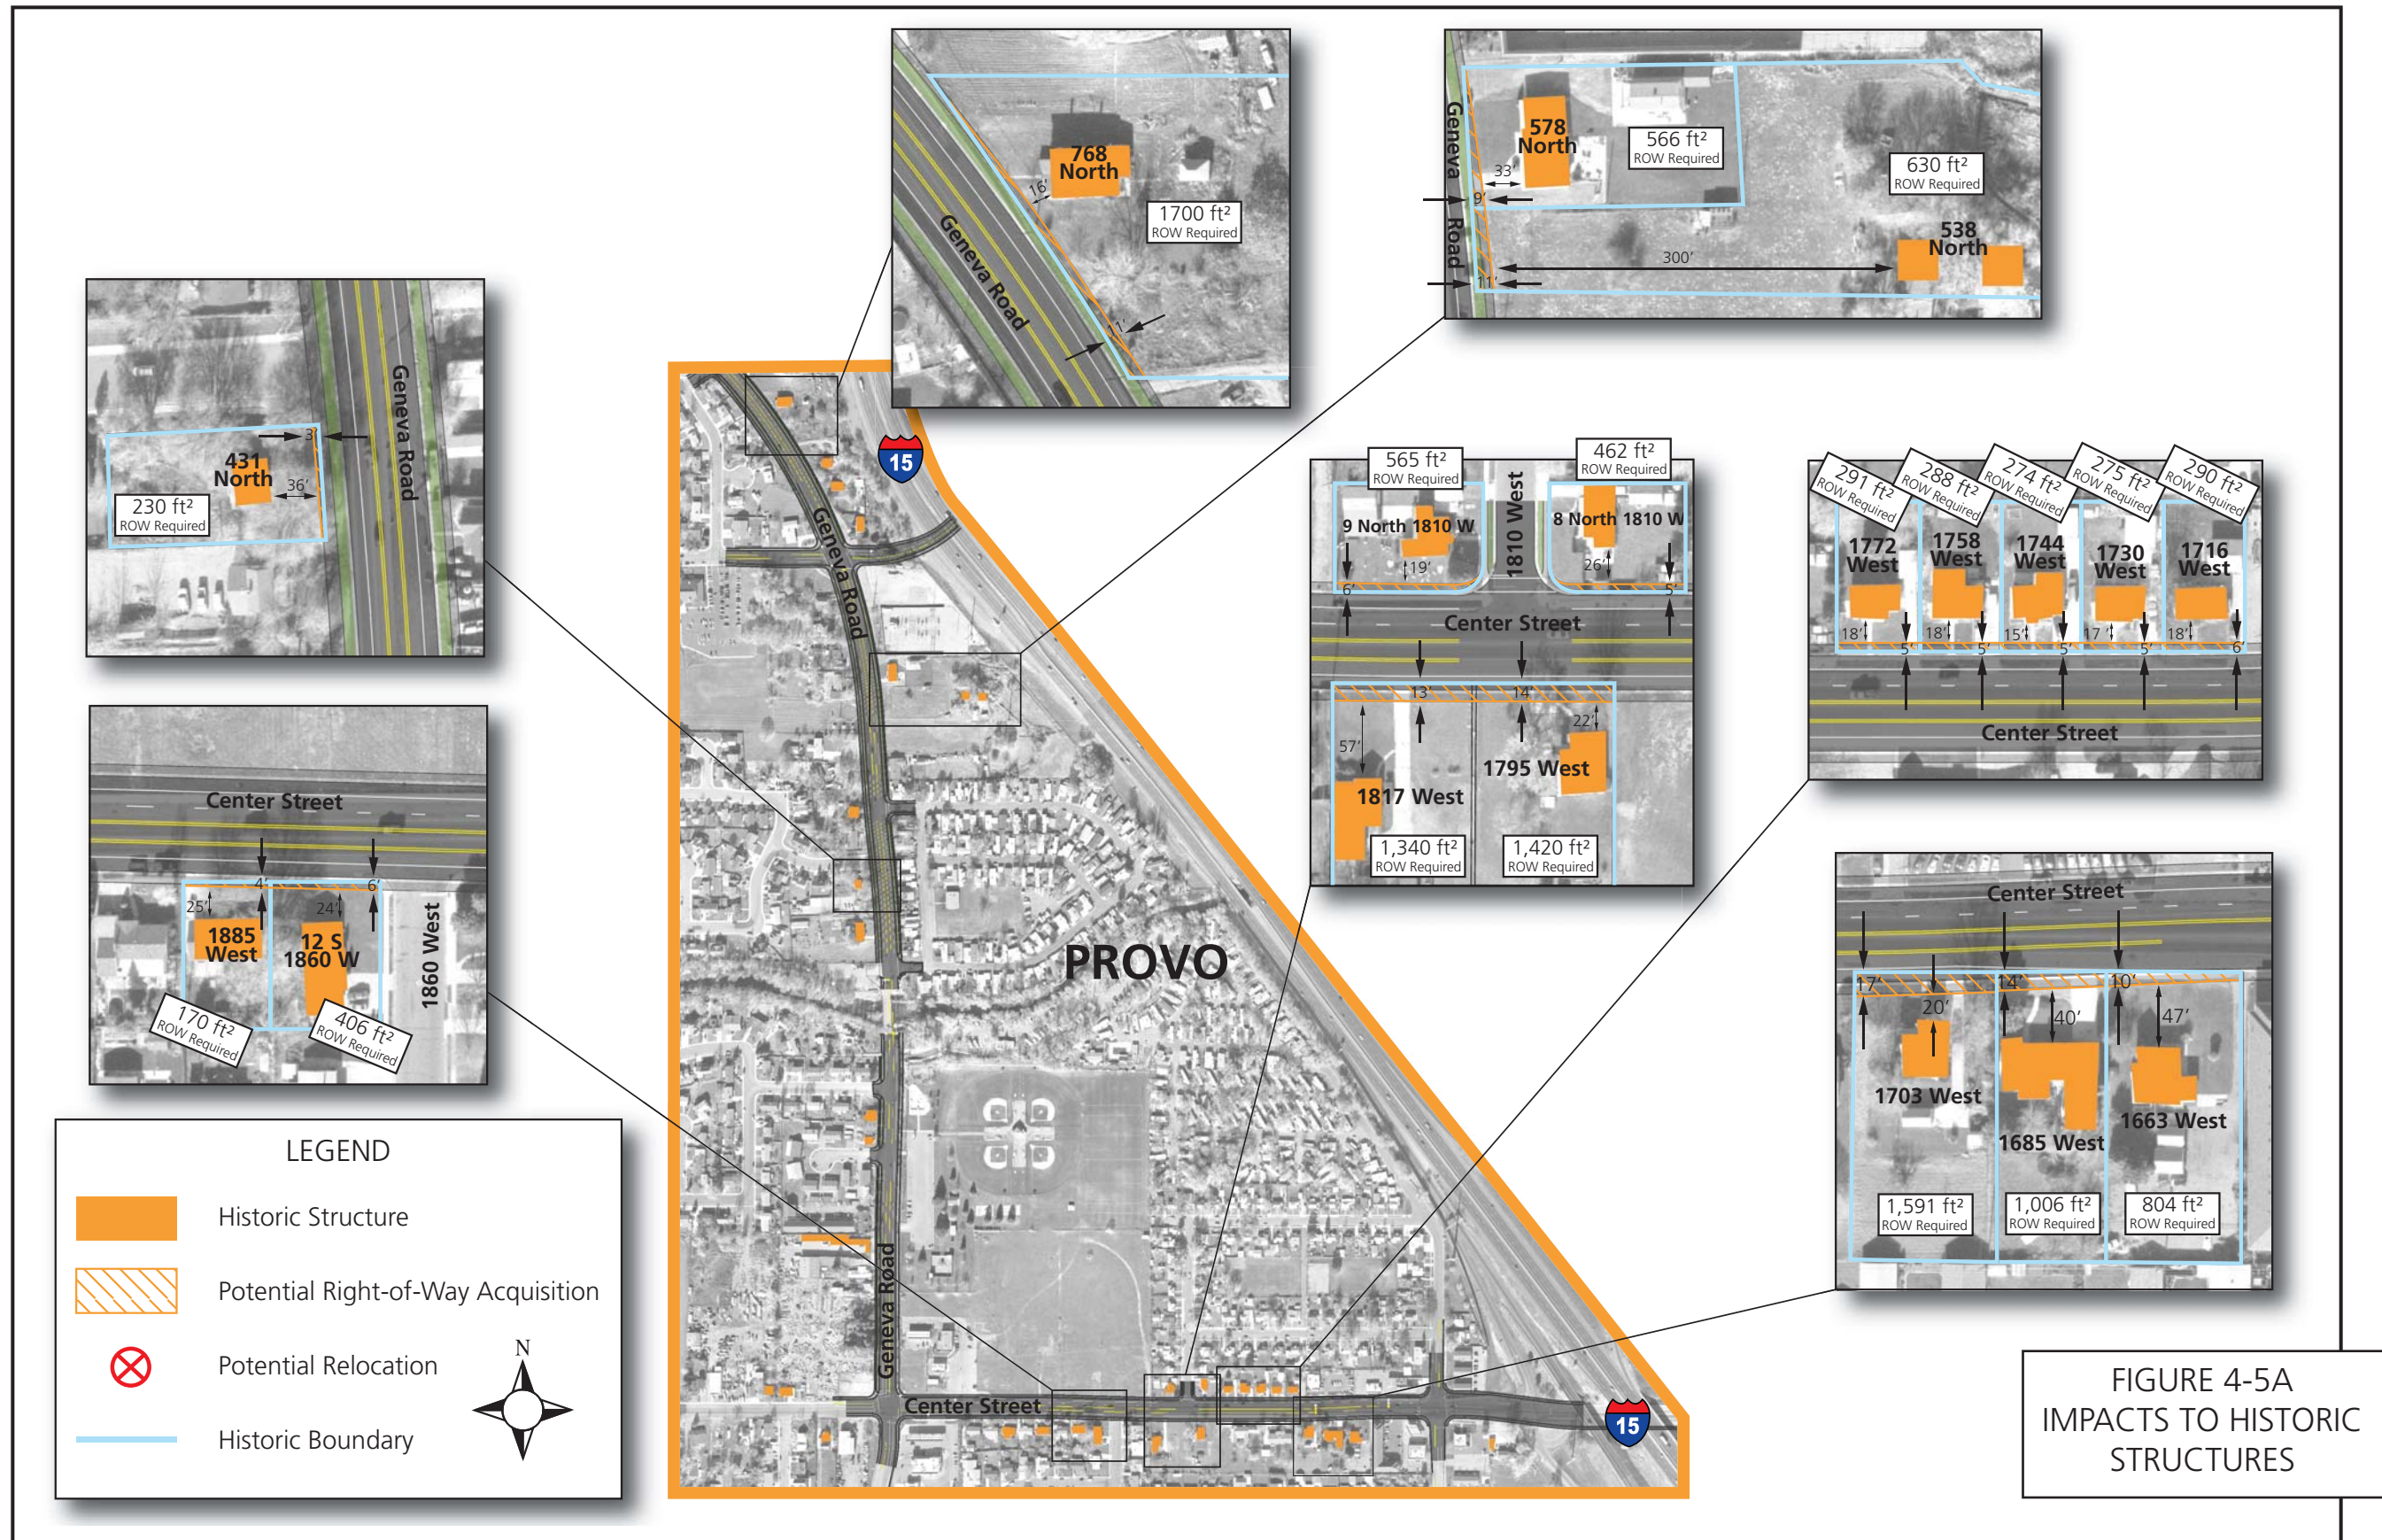 768
North
16'
1700 ft²
ROW Required
Geneva Road
11'
Geneva Road
578
North
33'
9'
566 ft²
ROW Required
630 ft²
ROW Required
538
North
300'
11'
431
North
3'
36'
230 ft²
ROW Required
Geneva Road
565 ft²
ROW Required
462 ft²
ROW Required
1810 West
9 North 1810 W
8 North 1810 W
19'
26'
6'
5'
Center Street
13'
14'
57'
22'
1795 West
1817 West
1,340 ft²
ROW Required
1,420 ft²
ROW Required
291 ft²
ROW Required
288 ft²
ROW Required
274 ft²
ROW Required
275 ft²
ROW Required
290 ft²
ROW Required
1772
West
1758
West
1744
West
1730
West
1716
West
18'
18'
15'
17'
18'
5'
5'
5'
5'
6'
Center Street
Center Street
4'
6'
25'
24'
1885
West
12 S
1860 W
1860 West
170 ft²
ROW Required
406 ft²
ROW Required
Center Street
17'
14'
10'
20'
40'
47'
1703 West
1685 West
1663 West
1,591 ft²
ROW Required
1,006 ft²
ROW Required
804 ft²
ROW Required
15
Geneva Road
PROVO
Geneva Road
Center Street
15
LEGEND
Historic Structure
Potential Right-of-Way Acquisition
Potential Relocation
Historic Boundary
N
FIGURE 4-5A
IMPACTS TO HISTORIC
STRUCTURES